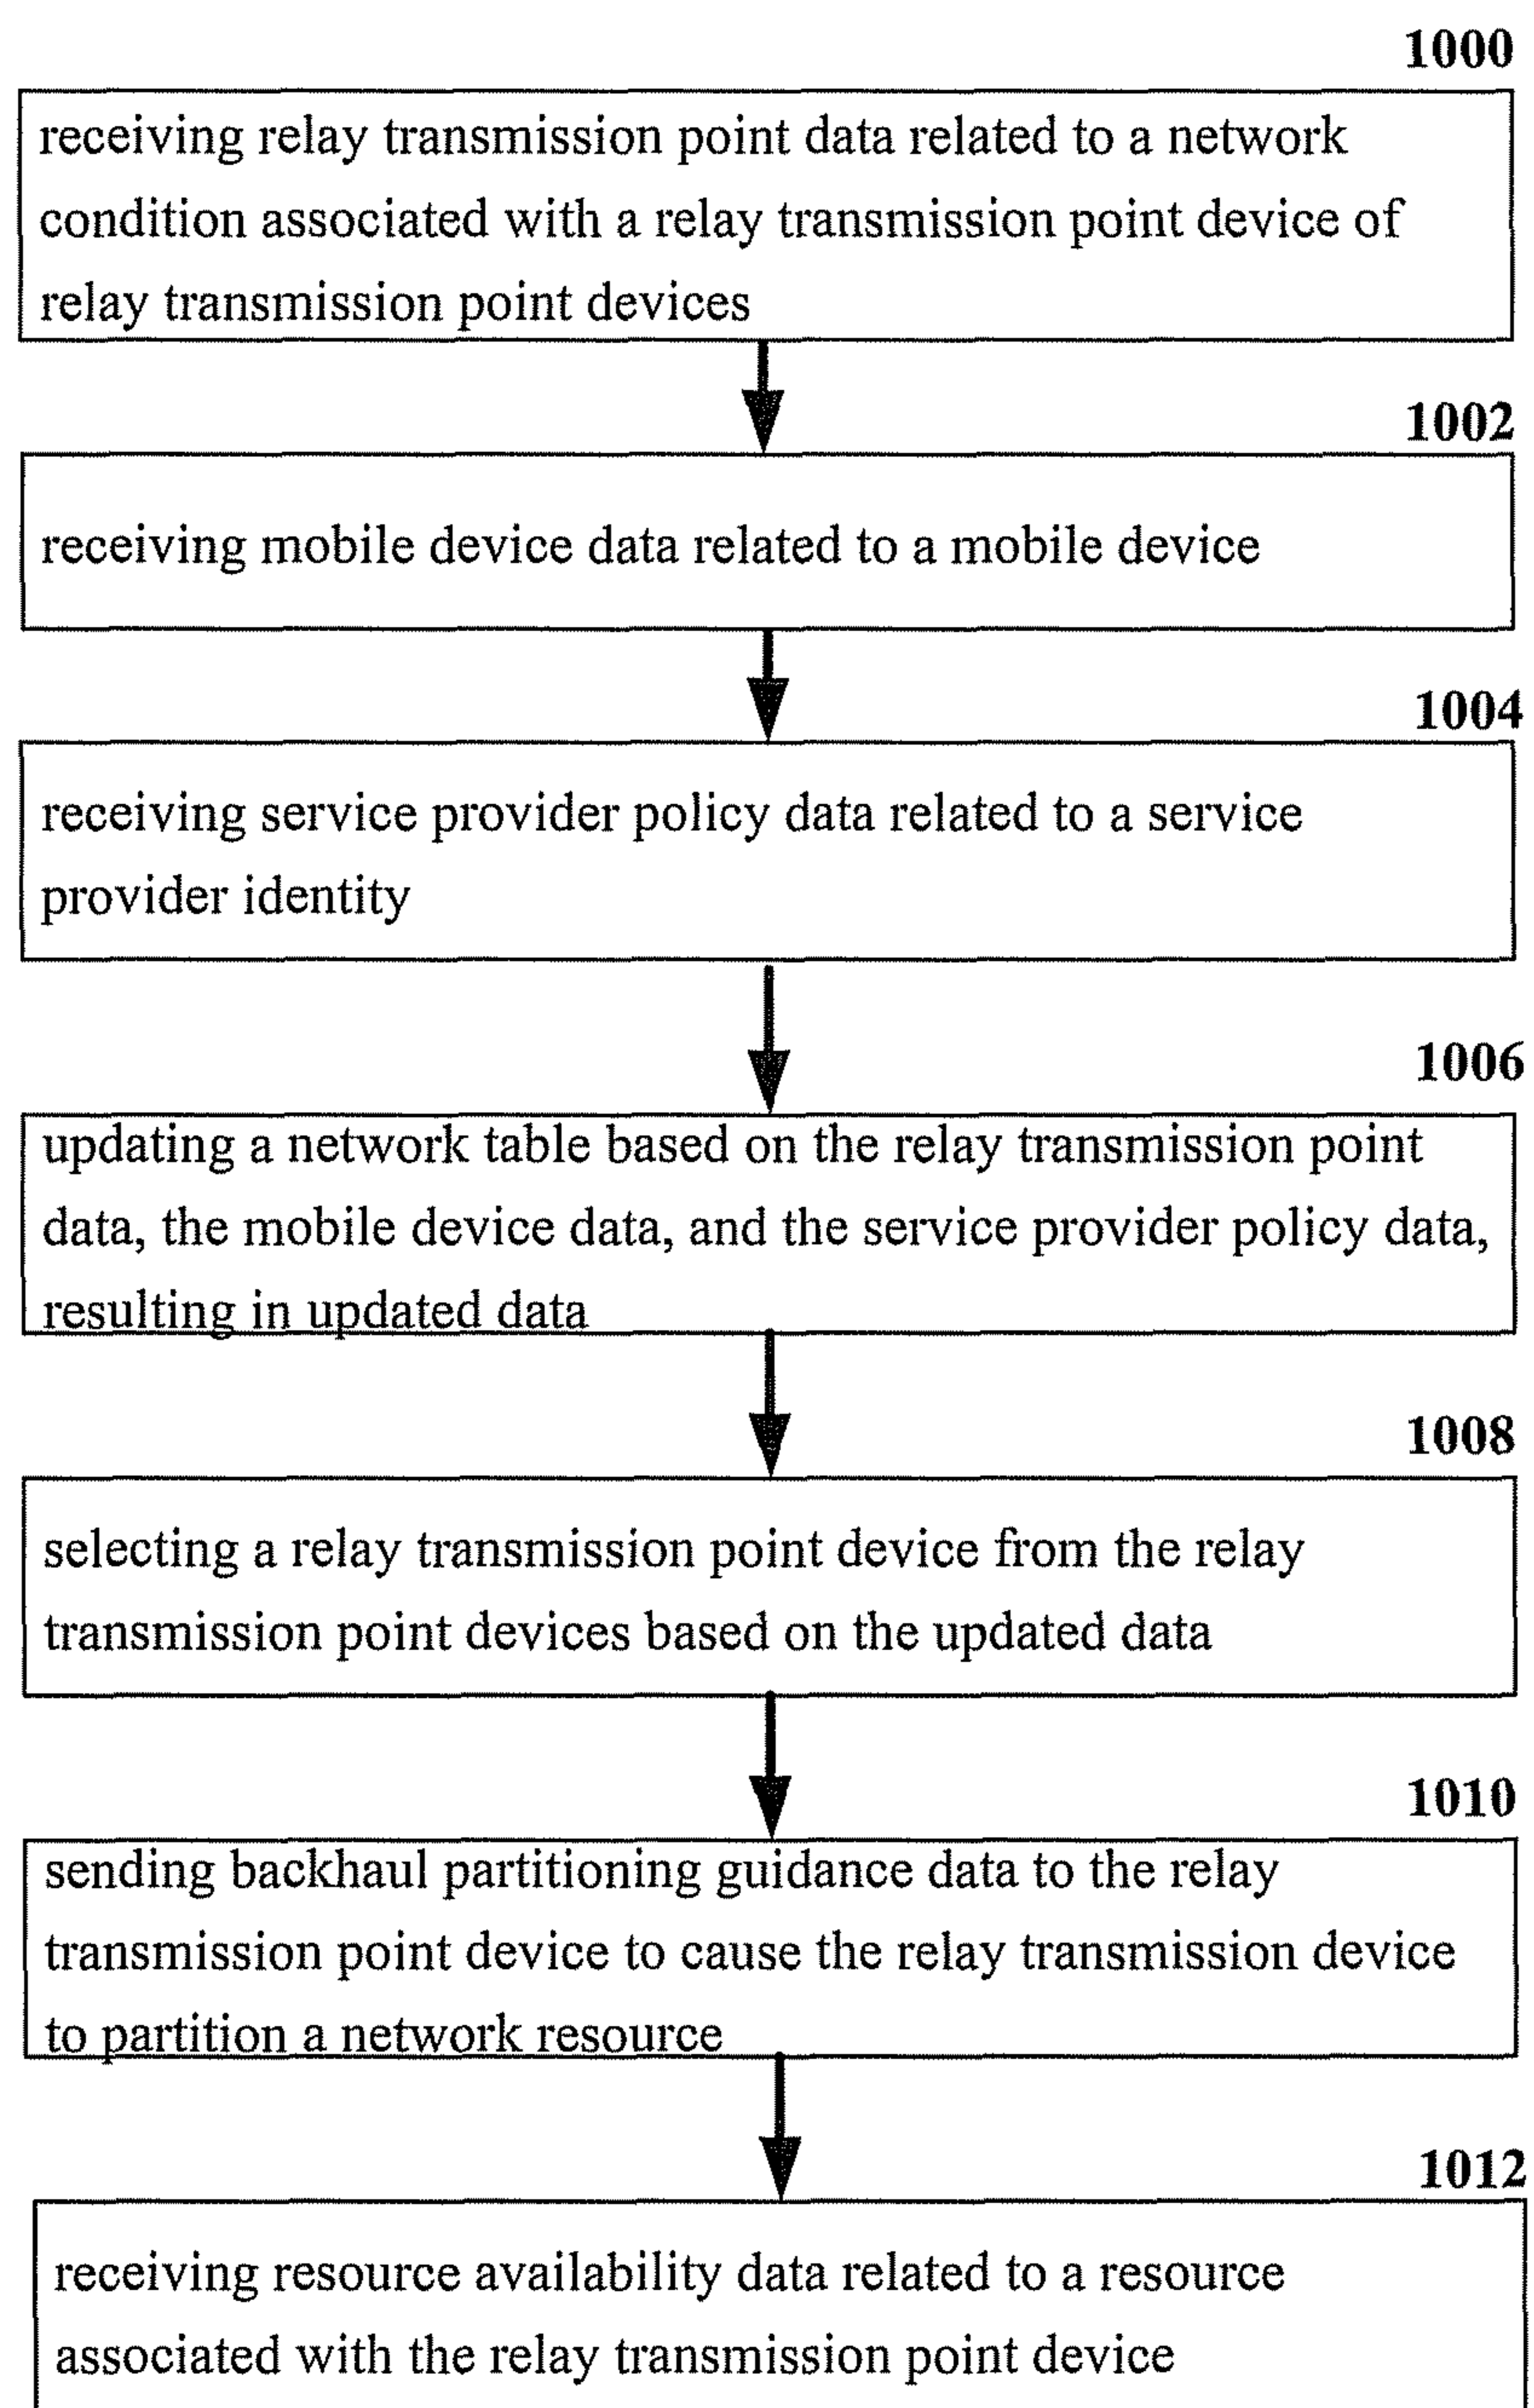 1000
receiving relay transmission point data related to a network
condition associated with a relay transmission point device of
relay transmission point devices
1002
receiving mobile device data related to a mobile device
1004
receiving service provider policy data related to a service
provider identity
1006
updating a network table based on the relay transmission point
data, the mobile device data, and the service provider policy data,
resulting in updated data
1008
selecting a relay transmission point device from the relay
transmission point devices based on the updated data
1010
sending backhaul partitioning guidance data to the relay
transmission point device to cause the relay transmission device
to partition a network resource
1012
receiving resource availability data related to a resource
associated with the relay transmission point device